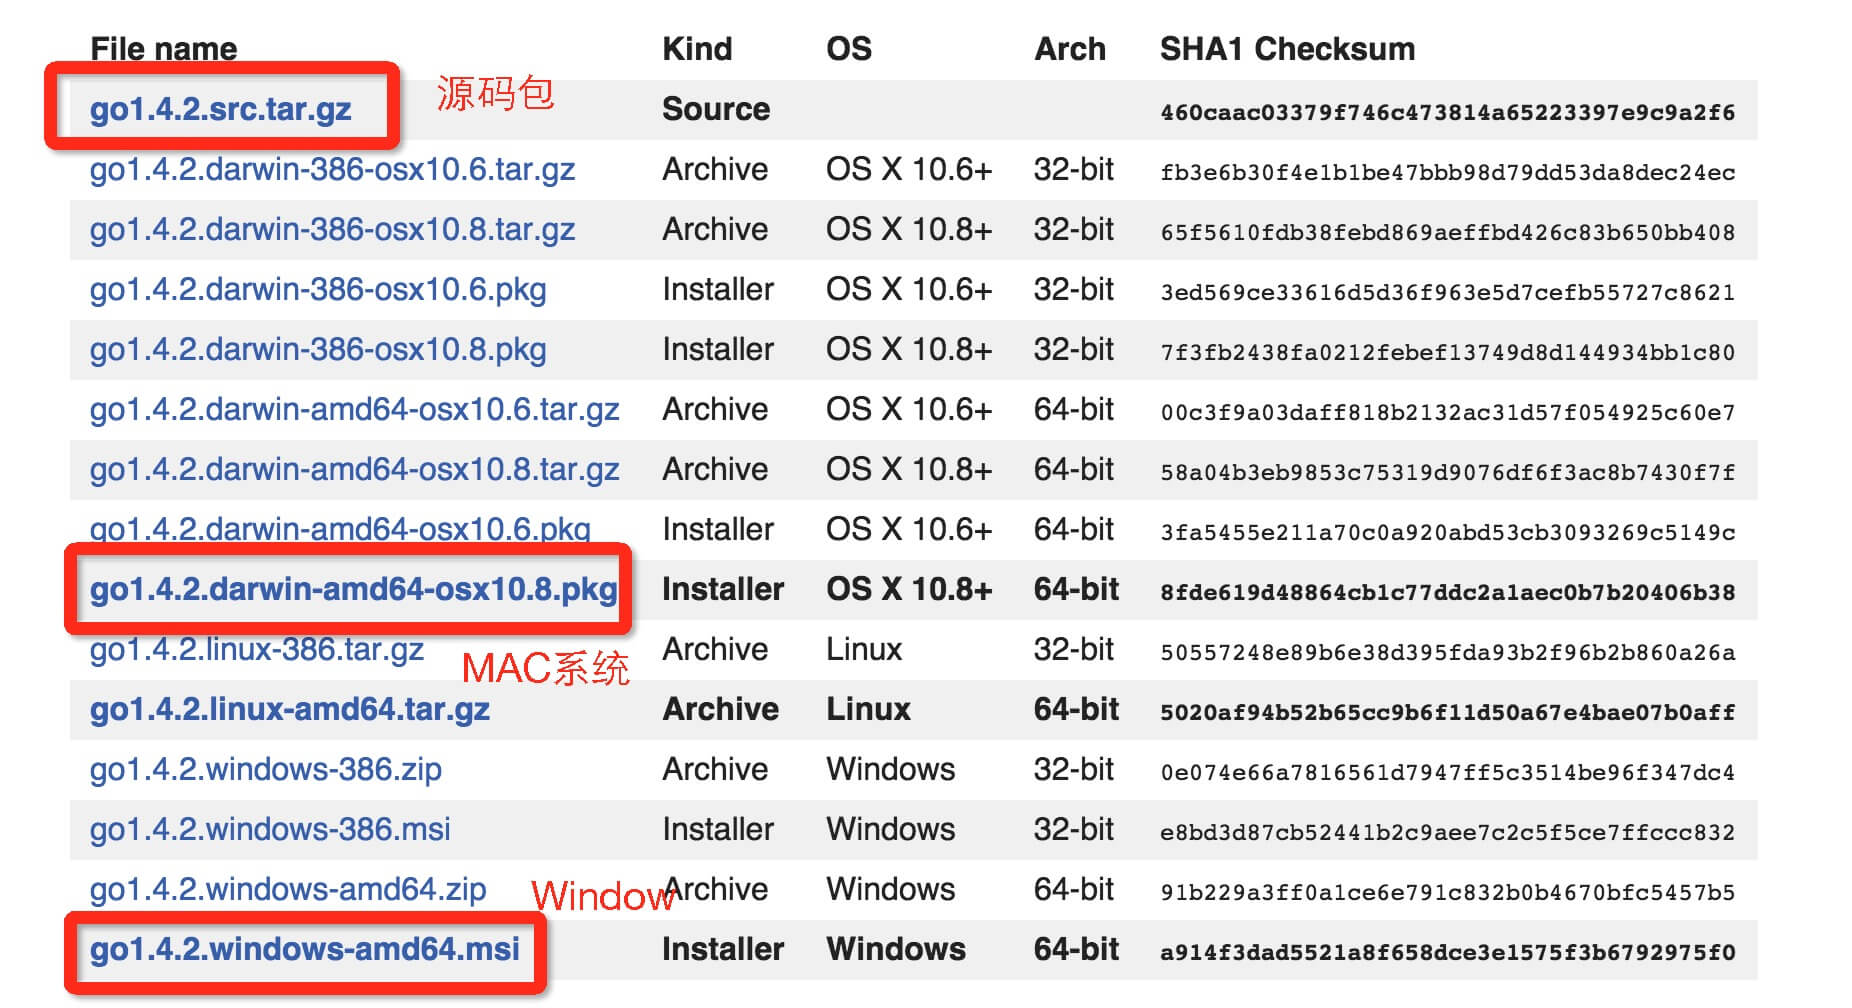 File name Kind OS Arch SHA1 Checksum
go1.4.2.src.tar.gz 源码包 Source 460caac03379f746c473814a65223397e9c9a2f6
go1.4.2.darwin-386-osx10.6.tar.gz Archive OS X 10.6+ 32-bit fb3e6b30f4e1b1be47bbb98d79dd53da8dec24ec
go1.4.2.darwin-386-osx10.8.tar.gz Archive OS X 10.8+ 32-bit 65f5610fdb38febd869aeffbd426c83b650bb408
go1.4.2.darwin-386-osx10.6.pkg Installer OS X 10.6+ 32-bit 3ed569ce33616d5d36f963e5d7cefb55727c8621
go1.4.2.darwin-386-osx10.8.pkg Installer OS X 10.8+ 32-bit 7f3fb2438fa0212febef13749d8d144934bb1c80
go1.4.2.darwin-amd64-osx10.6.tar.gz Archive OS X 10.6+ 64-bit 00c3f9a03daff818b2132ac31d57f054925c60e7
go1.4.2.darwin-amd64-osx10.8.tar.gz Archive OS X 10.8+ 64-bit 58a04b3eb9853c75319d9076df6f3ac8b7430f7f
go1.4.2.darwin-amd64-osx10.6.pkg Installer OS X 10.6+ 64-bit 3fa5455e211a70c0a920abd53cb3093269c5149c
go1.4.2.darwin-amd64-osx10.8.pkg Installer OS X 10.8+ 64-bit 8fde619d48864cb1c77ddc2a1aec0b7b20406b38
go1.4.2.linux-386.tar.gz Archive Linux 32-bit 50557248e89b6e38d395fda93b2f96b2b860a26a
MAC系统
go1.4.2.linux-amd64.tar.gz Archive Linux 64-bit 5020af94b52b65cc9b6f11d50a67e4bae07b0aff
go1.4.2.windows-386.zip Archive Windows 32-bit 0e074e66a7816561d7947ff5c3514be96f347dc4
go1.4.2.windows-386.msi Installer Windows 32-bit e8bd3d87cb52441b2c9aee7c2c5f5ce7ffccc832
go1.4.2.windows-amd64.zip Archive Windows 64-bit 91b229a3ff0a1ce6e791c832b0b4670bfc5457b5
Window
go1.4.2.windows-amd64.msi Installer Windows 64-bit a914f3dad5521a8f658dce3e1575f3b6792975f0